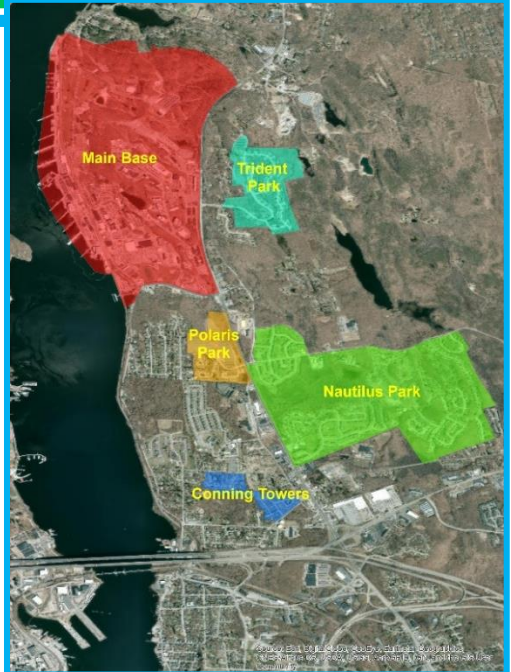 Main Base
Trident
Park
Polaris
Park
Nautilus Park
Conning Towers